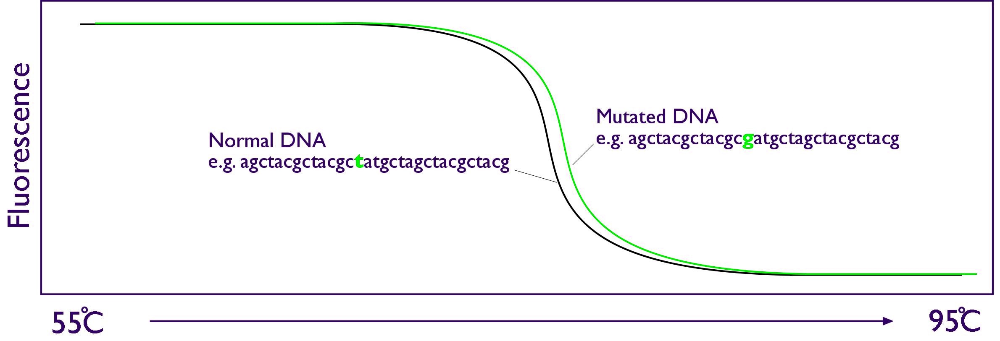 Fluorescence
Normal DNA
e.g. agctacgctacgctatgctagctacgctacg
Mutated DNA
e.g. agctacgctacgcgatgctagctacgctacg
55°C
95°C